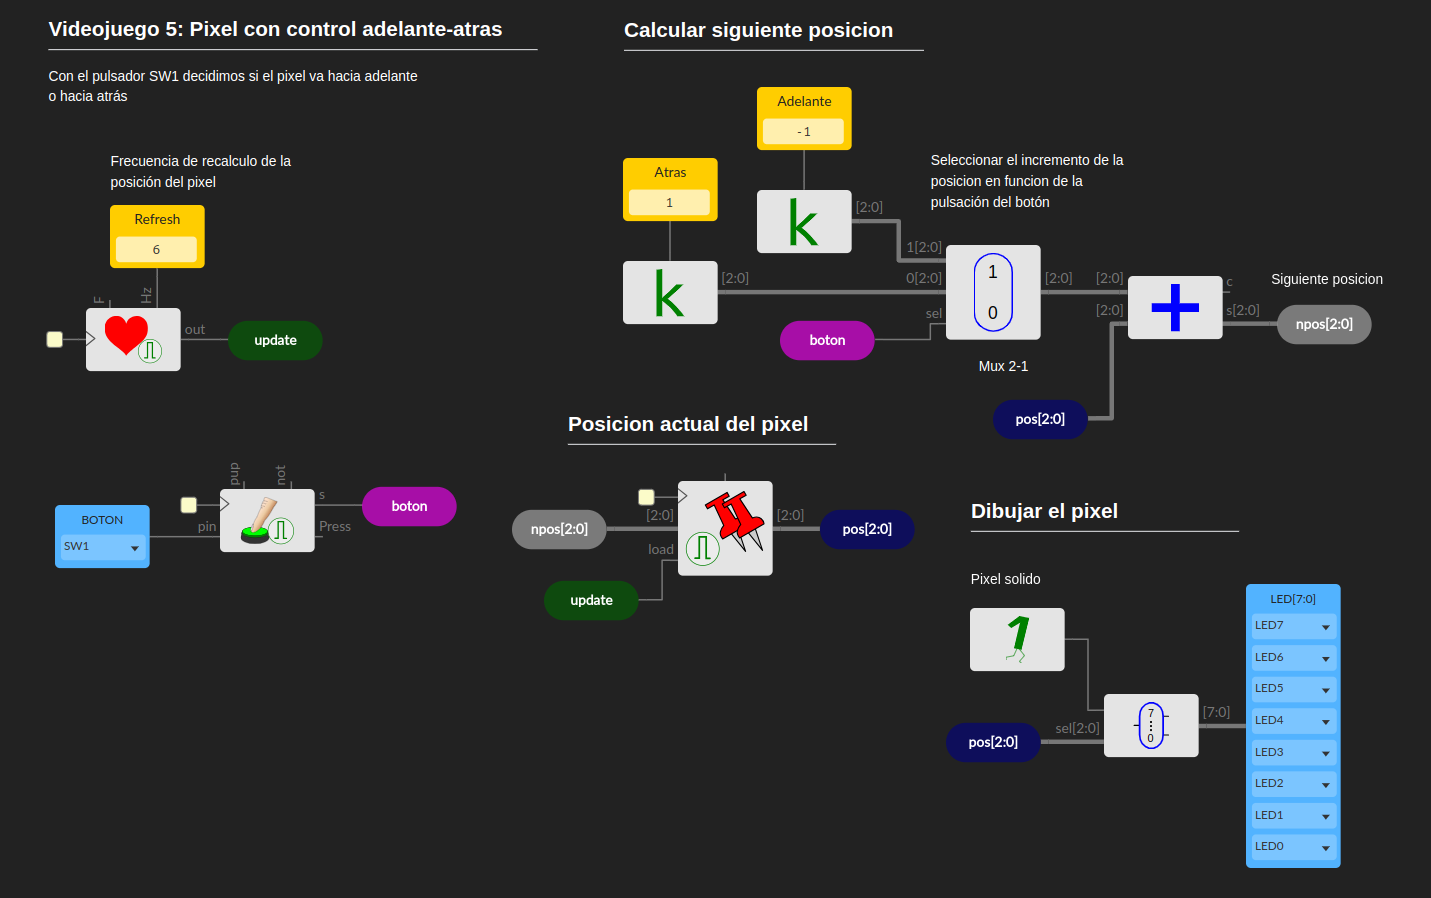 Videojuego 5: Pixel con control adelante-atras
Con el pulsador SW1 decidimos si el pixel va hacia adelante
o hacia atrás
Frecuencia de recalculo de la
posición del pixel
Refresh
6
F
Hz
out
update
BOTON
SW1
pin
pup
not
s
Press
boton
Calcular siguiente posicion
Adelante
-1
Atras
1
k
[2:0]
k
[2:0]
Seleccionar el incremento de la
posicion en funcion de la
pulsación del botón
1[2:0]
0[2:0]
sel
boton
1
0
[2:0]
Mux 2-1
[2:0]
[2:0]
c
s[2:0]
Siguiente posicion
npos[2:0]
pos[2:0]
Posicion actual del pixel
npos[2:0]
[2:0]
load
update
[2:0]
pos[2:0]
Dibujar el pixel
Pixel solido
1
pos[2:0]
sel[2:0]
7
0
[7:0]
LED[7:0]
LED7
LED6
LED5
LED4
LED3
LED2
LED1
LED0